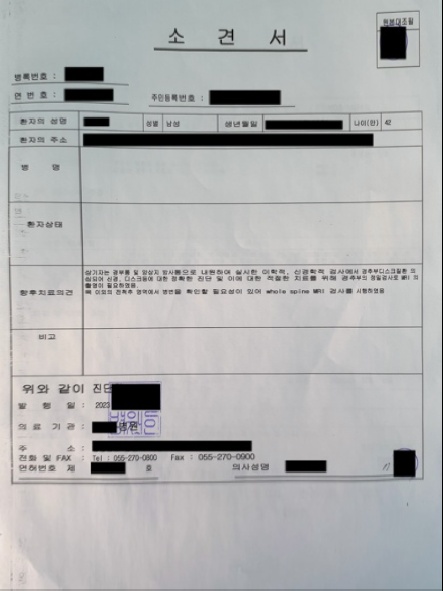 소 견 서
원본대조필
병록번호 :
연 번 호 :
주민등록번호 :
환자의 성명 성별 남성 생년월일 나이(만) 42
환자의 주소
병 명
환자상태
상기자는 경부통 및 양상지 방사통으로 내원하여 실시한 이학적, 신경학적 검사에서 경추부디스크질환 의
심되어 신경, 디스크등에 대한 정확한 진단 및 이에 대한 적절한 치료를 위해 경추부의 정밀검사로 MRI 의
촬영이 필요하였음.
향후치료의견
목 이외의 전척추 영역에서 병변을 확인할 필요성이 있어 whole spine MRI 검사를 시행하였음
비고
위와 같이 진단
발 행 일 : 2023
의 료 기 관 : 병원
주 소 :
전화 및 FAX : Tel : 055-270-0800 Fax : 055-270-0900
면허번호 제 호 의사성명